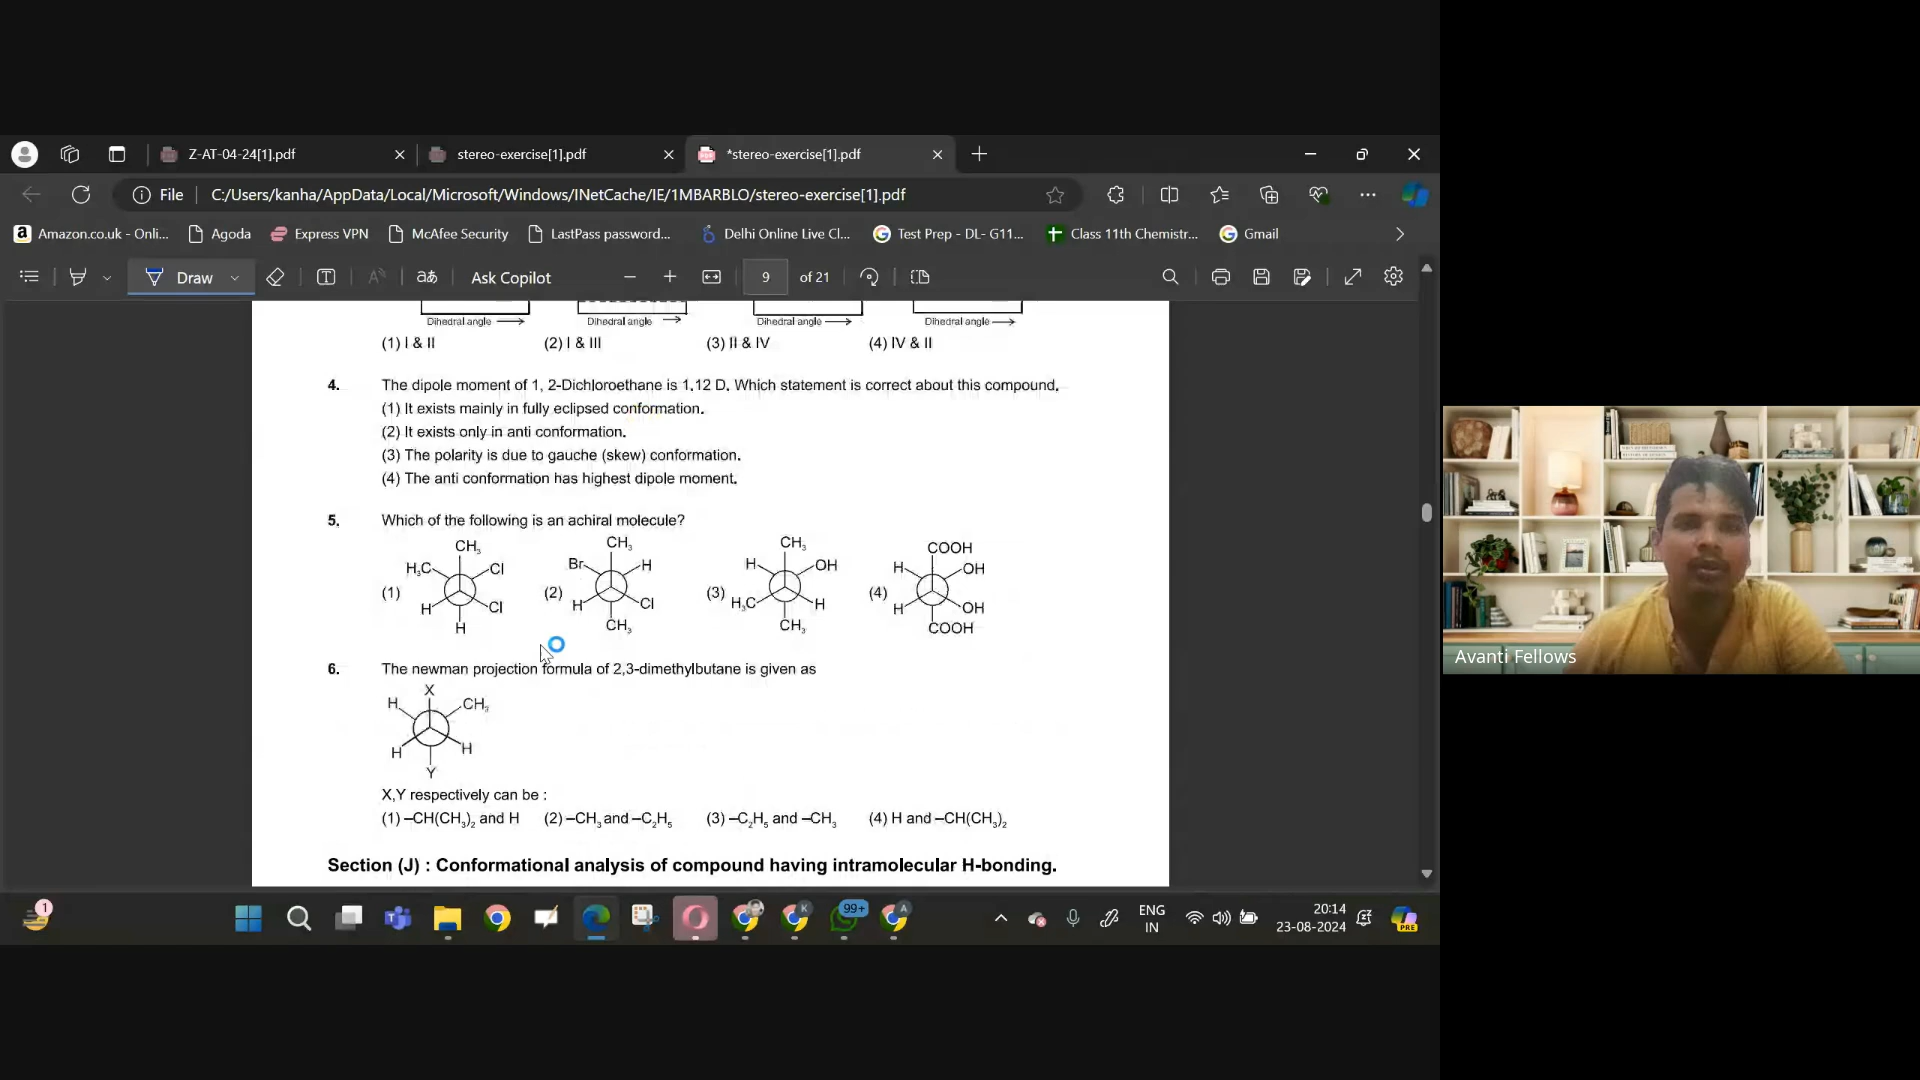 Z-AT-04-24[1].pdf
stereo-exercise[1].pdf
*stereo-exercise[1].pdf
File
C:/Users/kanha/AppData/Local/Microsoft/Windows/INetCache/IE/1MBARBLO/stereo-exercise[1].pdf
Amazon.co.uk - Onli...
Agoda
Express VPN
McAfee Security
LastPass password...
Delhi Online Live Cl...
Test Prep - DL- G11...
Class 11th Chemistr...
Gmail
Draw
Ask Copilot
9 of 21
Dihedral angle Dihedral angle Dihedral angle Dihedral angle
(1) I & II (2) I & III (3) II & IV (4) IV & II
4. The dipole moment of 1, 2-Dichloroethane is 1.12 D. Which statement is correct about this compound.
(1) It exists mainly in fully eclipsed conformation.
(2) It exists only in anti conformation.
(3) The polarity is due to gauche (skew) conformation.
(4) The anti conformation has highest dipole moment.
5. Which of the following is an achiral molecule?
(1) CH₃ H₃C Cl H Cl H
(2) CH₃ Br H H Cl CH₃
(3) CH₃ H OH H₃C H CH₃
(4) COOH H OH H OH COOH
6. The newman projection formula of 2,3-dimethylbutane is given as
X
H CH₃
H H
Y
X,Y respectively can be :
(1) –CH(CH₃)₂ and H (2) –CH₃ and –C₂H₅ (3) –C₂H₅ and –CH₃ (4) H and –CH(CH₃)₂
Section (J) : Conformational analysis of compound having intramolecular H-bonding.
Avanti Fellows
1
99+
K
A
ENG
IN
20:14
23-08-2024
PRE